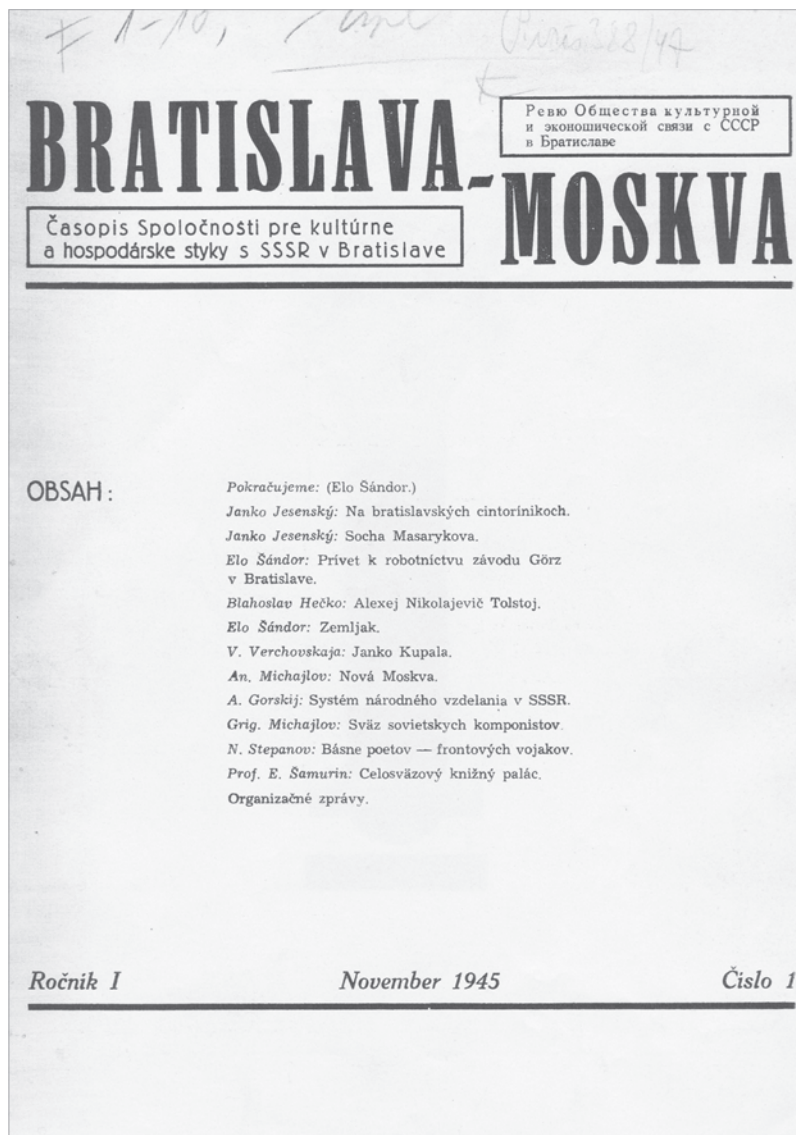 1-10,
BRATISLAVA-
Ревю Общества культурной
и эконошической связи с СССР
в Братиславе
Časopis Spoločnosti pre kultúrne
a hospodárske styky s SSSR v Bratislave
MOSKVA
OBSAH:
Pokračujeme: (Elo Šándor.)
Janko Jesenský: Na bratislavských cintorínikoch.
Janko Jesenský: Socha Masarykova.
Elo Šándor: Prívet k robotníctvu závodu Görz
v Bratislave.
Blahoslav Hečko: Alexej Nikolajevič Tolstoj.
Elo Šándor: Zemljak.
V. Verchovskaja: Janko Kupala.
An. Michajlov: Nová Moskva.
A. Gorskij: Systém národného vzdelania v SSSR.
Grig. Michajlov: Sväz sovietskych komponistov.
N. Stepanov: Básne poetov — frontových vojakov.
Prof. E. Šamurin: Celosväzový knižný palác.
Organizačné zprávy.
Ročník I November 1945 Číslo 1